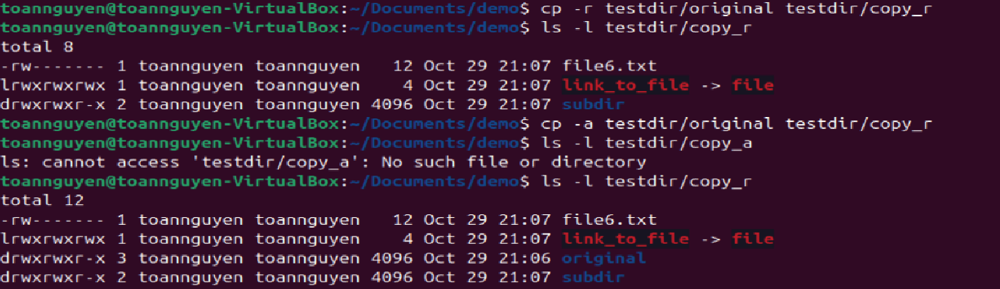 toannguyen@toannguyen-VirtualBox:~/Documents/demo$ cp -r testdir/original testdir/copy_r
toannguyen@toannguyen-VirtualBox:~/Documents/demo$ ls -l testdir/copy_r
total 8
-rw------- 1 toannguyen toannguyen   12 Oct 29 21:07 file6.txt
lrwxrwxrwx 1 toannguyen toannguyen    4 Oct 29 21:07 link_to_file -> file
drwxrwxr-x 2 toannguyen toannguyen 4096 Oct 29 21:07 subdir
toannguyen@toannguyen-VirtualBox:~/Documents/demo$ cp -a testdir/original testdir/copy_r
toannguyen@toannguyen-VirtualBox:~/Documents/demo$ ls -l testdir/copy_a
ls: cannot access 'testdir/copy_a': No such file or directory
toannguyen@toannguyen-VirtualBox:~/Documents/demo$ ls -l testdir/copy_r
total 12
-rw------- 1 toannguyen toannguyen   12 Oct 29 21:07 file6.txt
lrwxrwxrwx 1 toannguyen toannguyen    4 Oct 29 21:07 link_to_file -> file
drwxrwxr-x 3 toannguyen toannguyen 4096 Oct 29 21:06 original
drwxrwxr-x 2 toannguyen toannguyen 4096 Oct 29 21:07 subdir